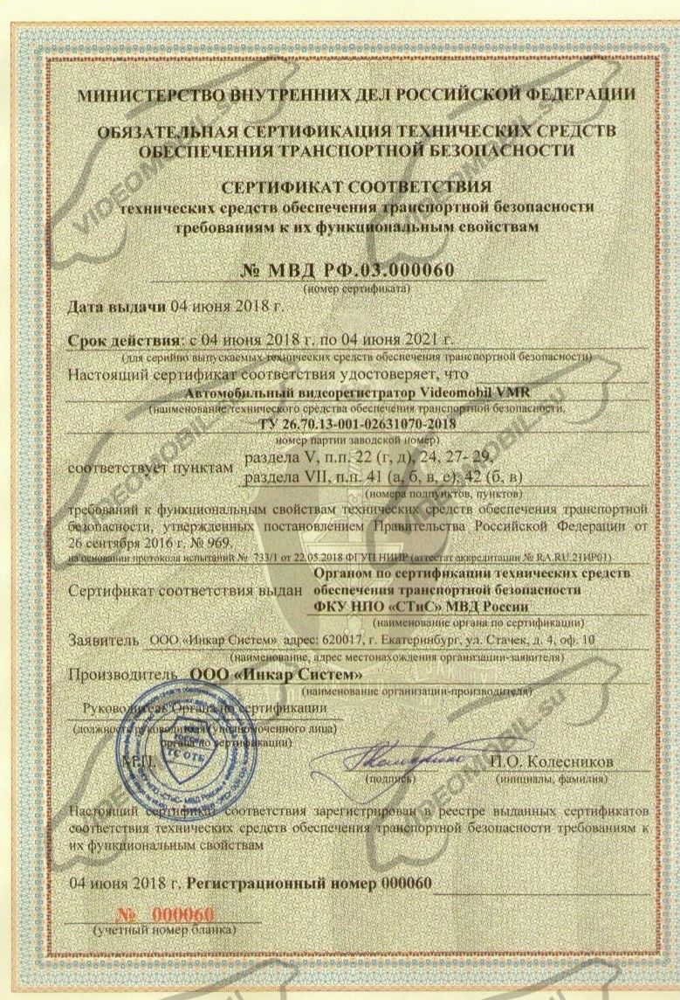 МИНИСТЕРСТВО ВНУТРЕННИХ ДЕЛ РОССИЙСКОЙ ФЕДЕРАЦИИ
ОБЯЗАТЕЛЬНАЯ СЕРТИФИКАЦИЯ ТЕХНИЧЕСКИХ СРЕДСТВ
ОБЕСПЕЧЕНИЯ ТРАНСПОРТНОЙ БЕЗОПАСНОСТИ
СЕРТИФИКАТ СООТВЕТСТВИЯ
технических средств обеспечения транспортной безопасности
требованиям к их функциональным свойствам
№ МВД РФ.03.000060
(номер сертификата)
Дата выдачи 04 июня 2018 г.
Срок действия: с 04 июня 2018 г. по 04 июня 2021 г.
(для серийно выпускаемых технических средств обеспечения транспортной безопасности)
Настоящий сертификат соответствия удостоверяет, что
Автомобильный видеорегистратор Videomobil VMR
(наименование технического средства обеспечения транспортной безопасности,
ТУ 26.70.13-001-02631070-2018
номер партии заводской номер)
соответствует пунктам раздела V, п.п. 22 (г, д), 24, 27- 29,
раздела VII, п.п. 41 (а, б, в, е), 42 (б, в)
(номера подпунктов, пунктов)
требований к функциональным свойствам технических средств обеспечения транспортной
безопасности, утвержденных постановлением Правительства Российской Федерации от
26 сентября 2016 г. № 969.
на основании протокола испытаний № 733/1 от 22.05.2018 ФГУП НИИР (аттестат аккредитации № RA.RU.21ИР01)
Сертификат соответствия выдан Органом по сертификации технических средств
обеспечения транспортной безопасности
ФКУ НПО «СТиС» МВД России
(наименование органа по сертификации)
Заявитель ООО «Инкар Систем» адрес: 620017, г. Екатеринбург, ул. Стачек, д. 4, оф. 10
(наименование, адрес местонахождения организации-заявителя)
Производитель ООО «Инкар Систем»
(наименование организации-производителя)
Руководитель Органа по сертификации
(должность руководителя (уполномоченного лица)
органа по сертификации)
М.П.
П.О. Колесников
(подпись) (инициалы, фамилия)
Настоящий сертификат соответствия зарегистрирован в реестре выданных сертификатов
соответствия технических средств обеспечения транспортной безопасности требованиям к
их функциональным свойствам
04 июня 2018 г. Регистрационный номер 000060
№ 000060
(учетный номер бланка)
VIDEOMOBIL.SU
VIDEOMOBIL.SU
VIDEOMOBIL.SU
VIDEOMOBIL.SU
ТС ОТБ